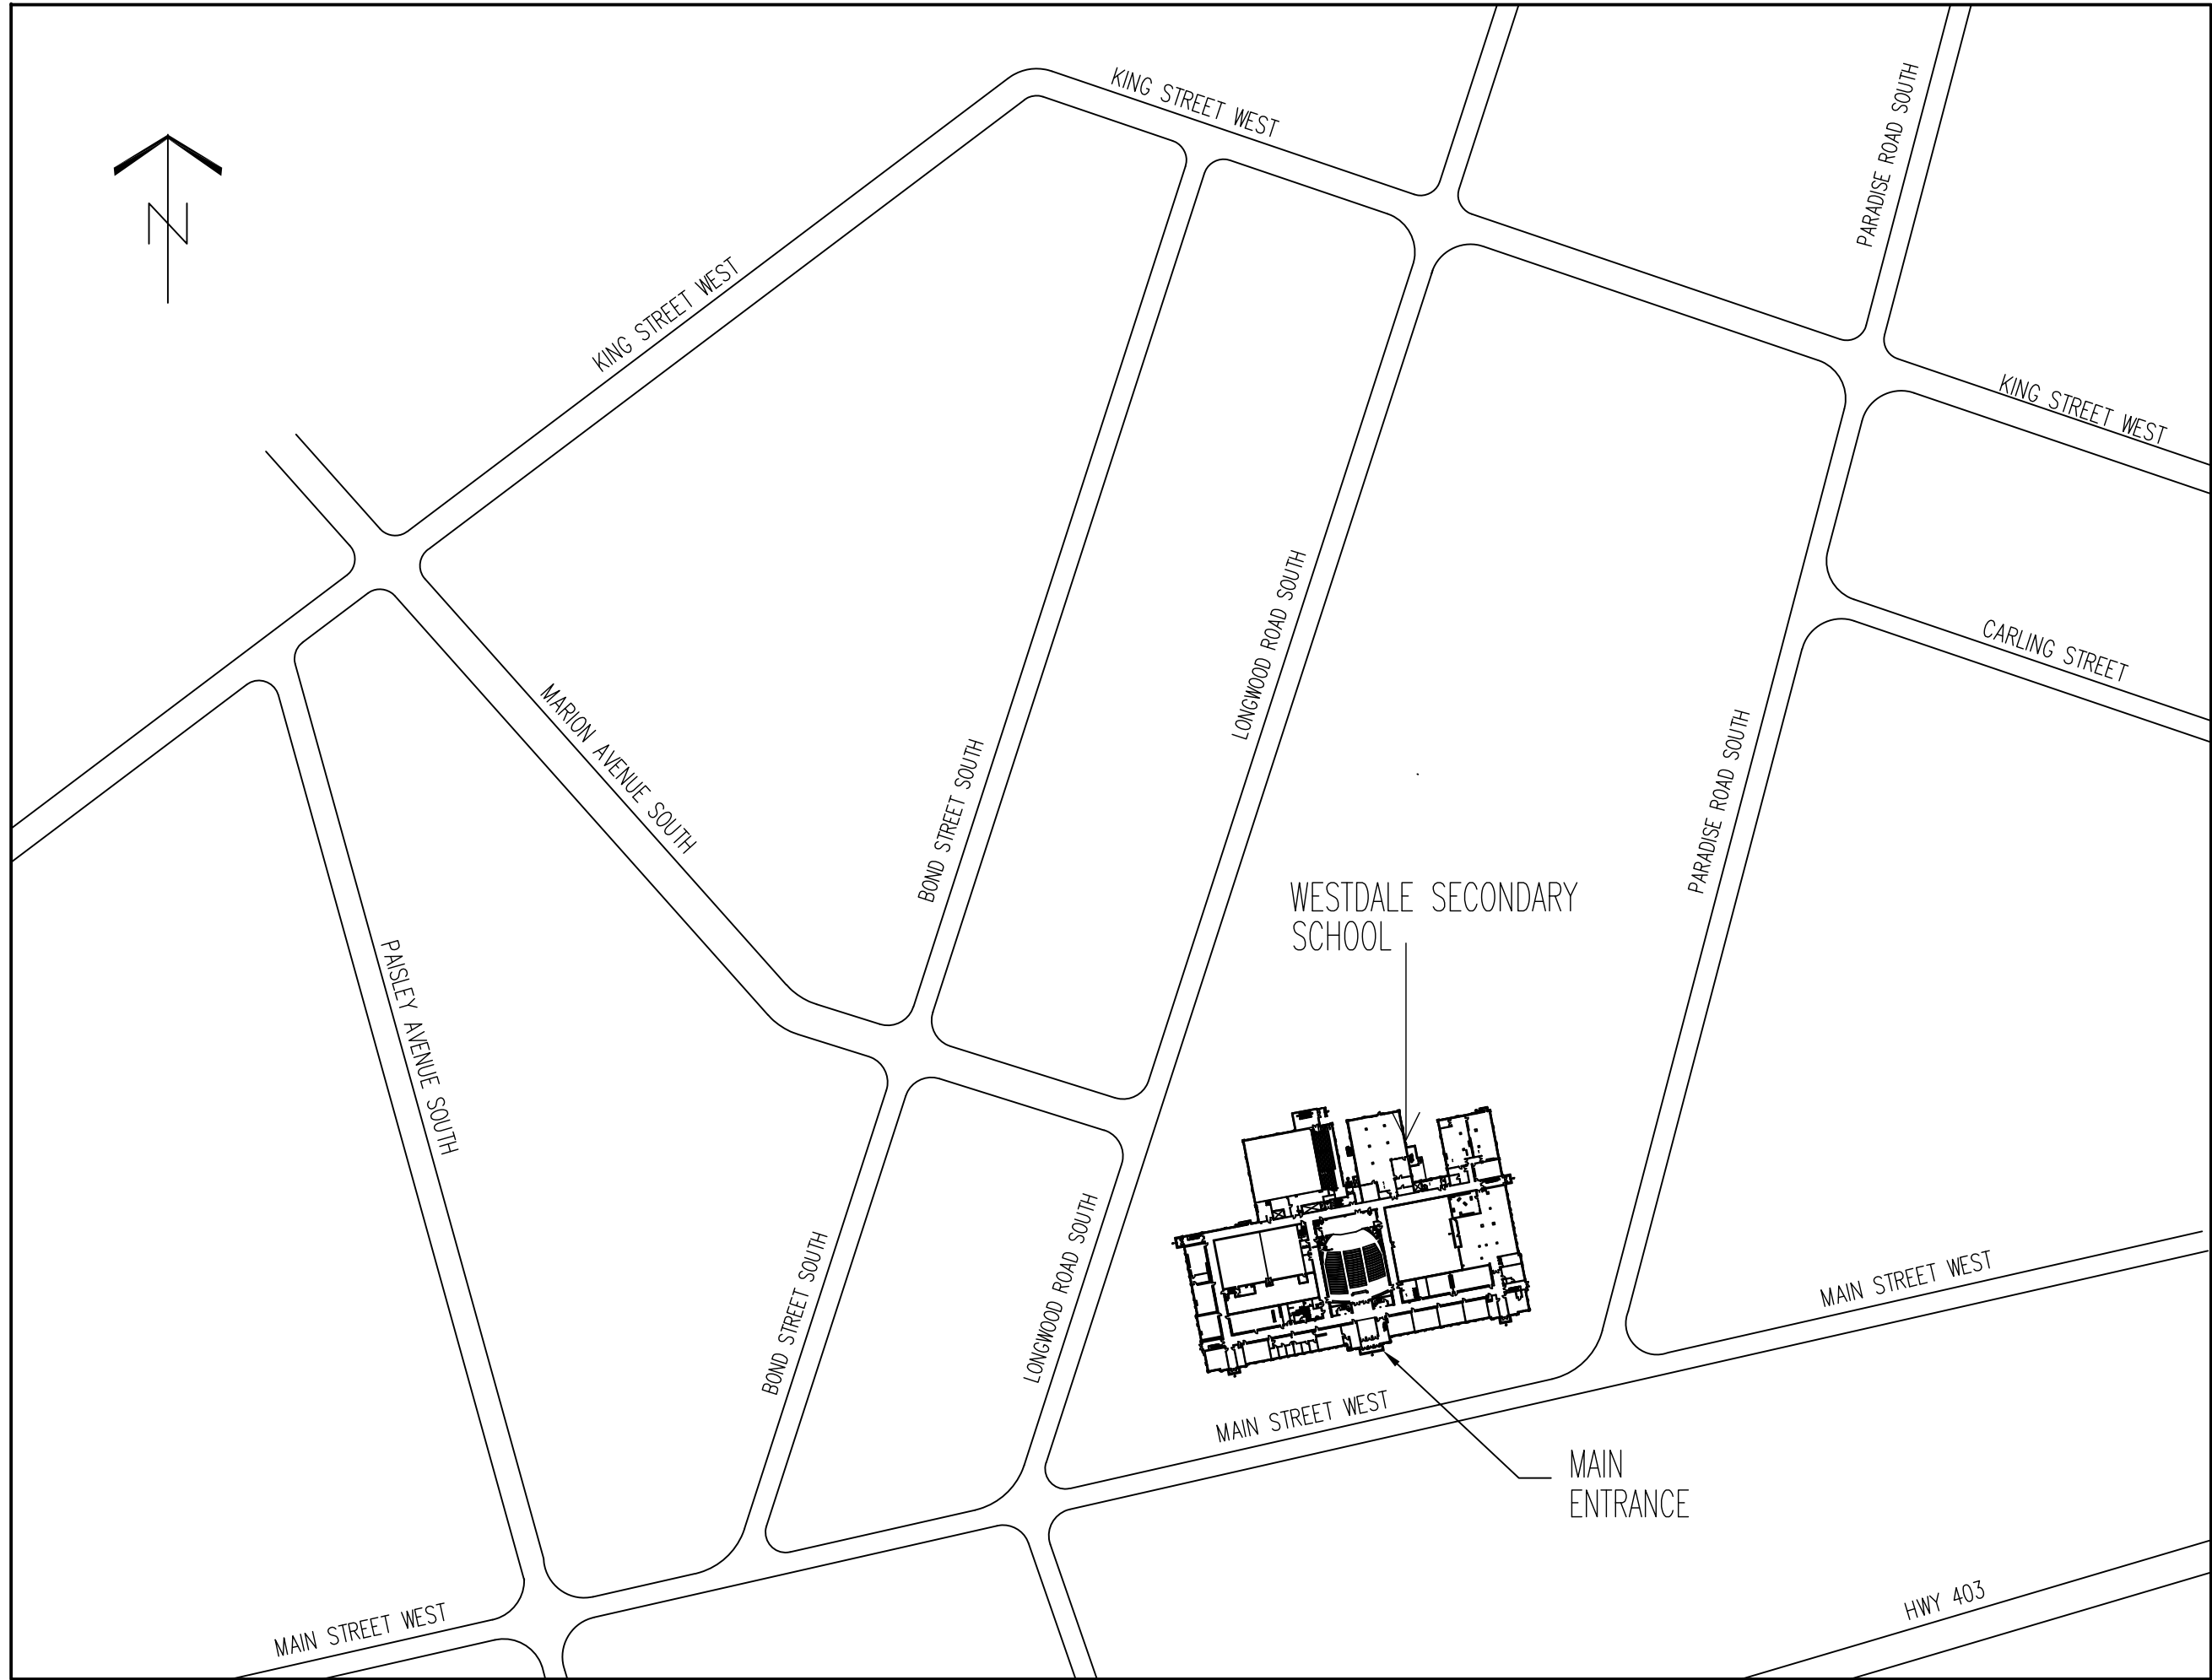 KING STREET WEST
PARADISE ROAD SOUTH
N
KING STREET WEST
KING STREET WEST
CARLING STREET
LONGWOOD ROAD SOUTH
MARION AVENUE SOUTH
BOND STREET SOUTH
PARADISE ROAD SOUTH
WESTDALE SECONDARY
SCHOOL
PAISLEY AVENUE SOUTH
LONGWOOD ROAD SOUTH
BOND STREET SOUTH
MAIN STREET WEST
MAIN STREET WEST
MAIN
ENTRANCE
MAIN STREET WEST
HWY 403